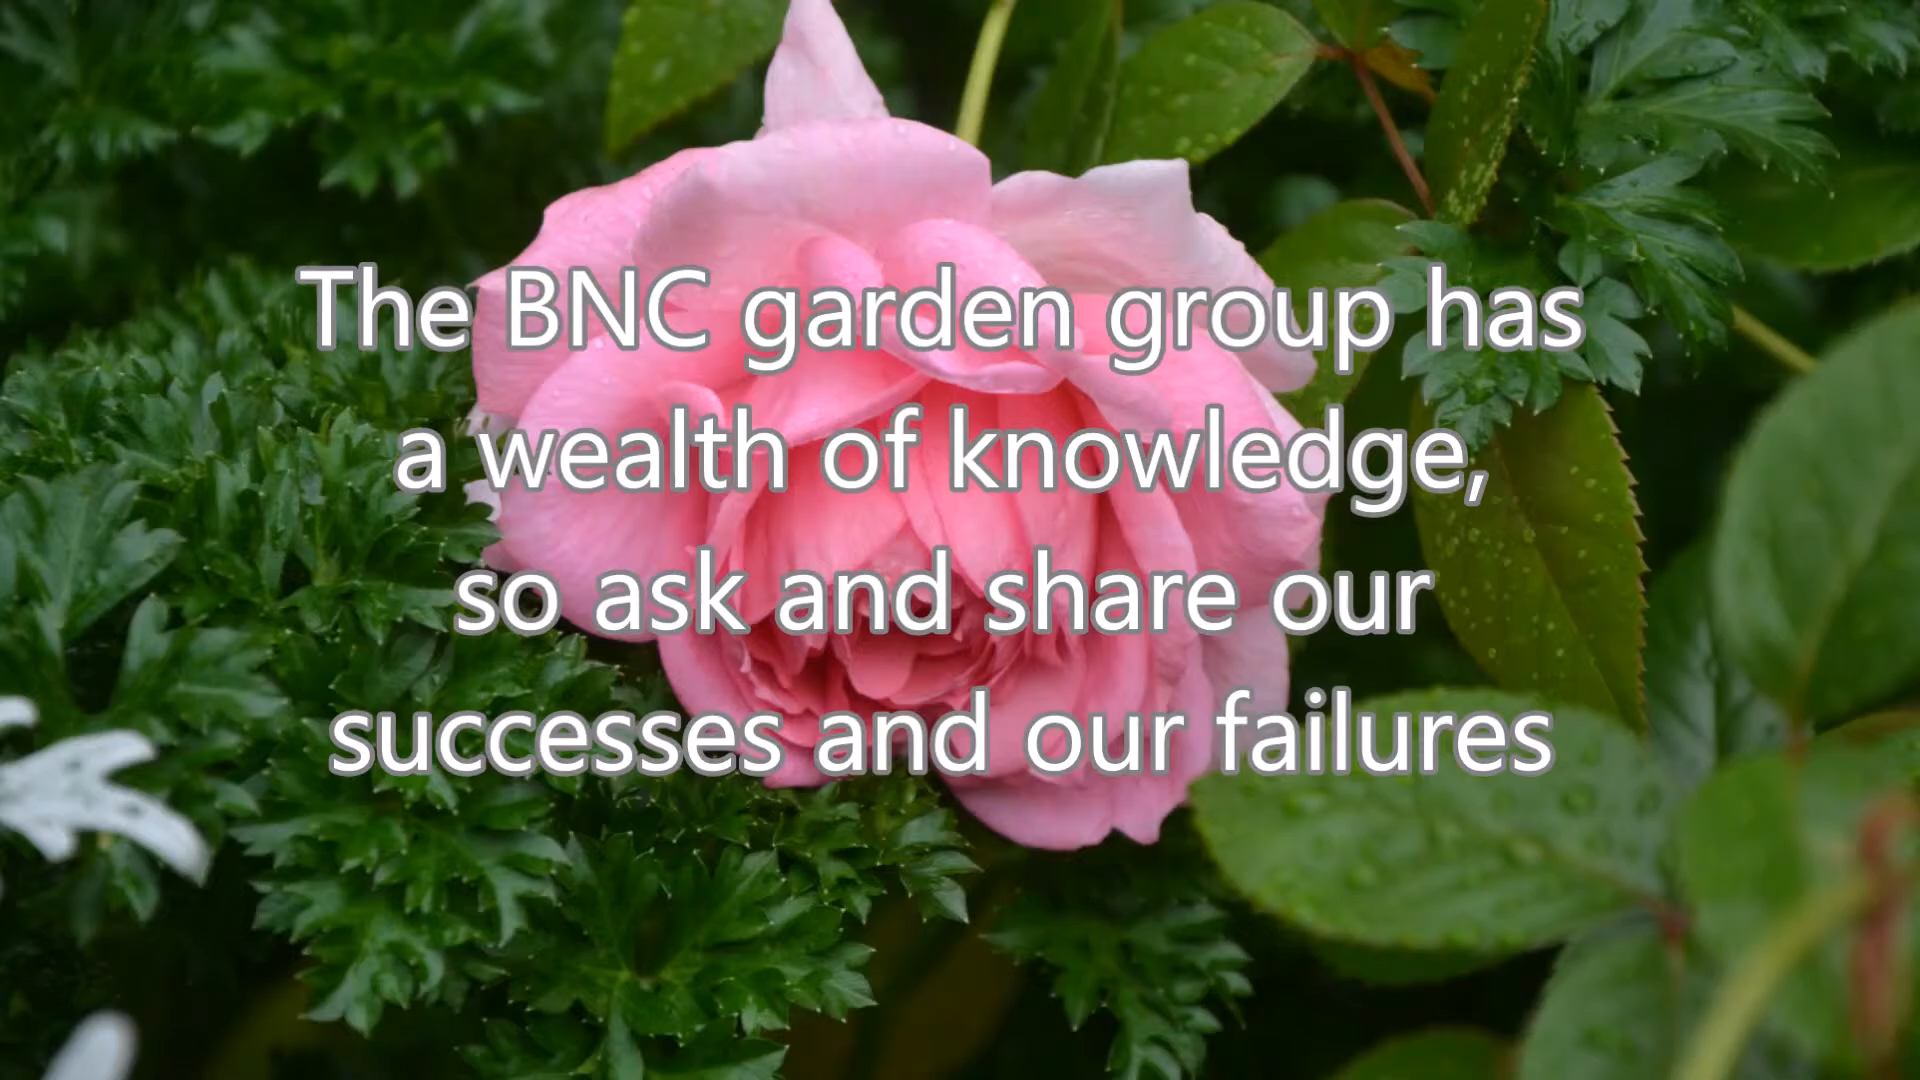 The BNC garden group has
a wealth of knowledge,
so ask and share our
successes and our failures